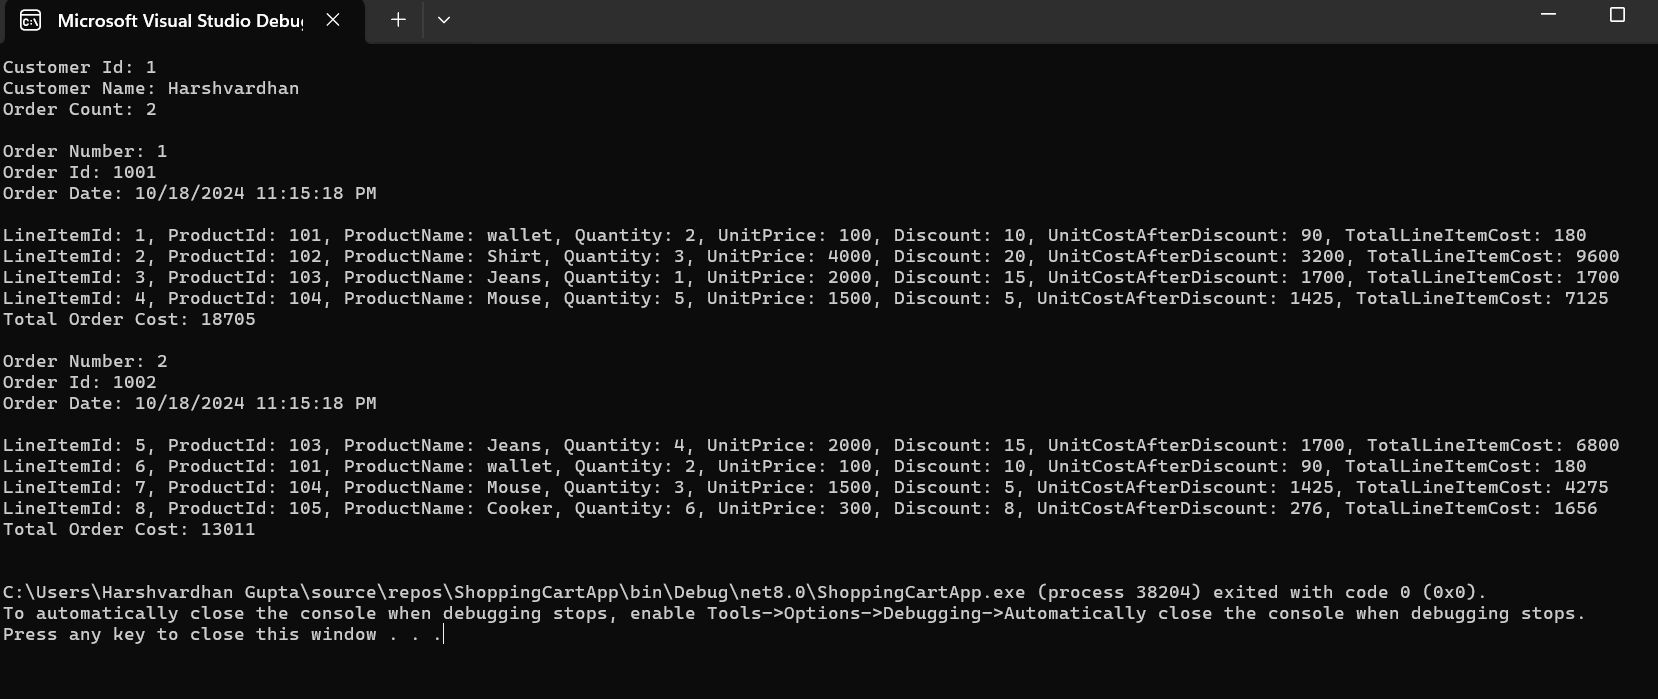 Microsoft Visual Studio Debu
Customer Id: 1
Customer Name: Harshvardhan
Order Count: 2
Order Number: 1
Order Id: 1001
Order Date: 10/18/2024 11:15:18 PM
LineItemId: 1, ProductId: 101, ProductName: wallet, Quantity: 2, UnitPrice: 100, Discount: 10, UnitCostAfterDiscount: 90, TotalLineItemCost: 180
LineItemId: 2, ProductId: 102, ProductName: Shirt, Quantity: 3, UnitPrice: 4000, Discount: 20, UnitCostAfterDiscount: 3200, TotalLineItemCost: 9600
LineItemId: 3, ProductId: 103, ProductName: Jeans, Quantity: 1, UnitPrice: 2000, Discount: 15, UnitCostAfterDiscount: 1700, TotalLineItemCost: 1700
LineItemId: 4, ProductId: 104, ProductName: Mouse, Quantity: 5, UnitPrice: 1500, Discount: 5, UnitCostAfterDiscount: 1425, TotalLineItemCost: 7125
Total Order Cost: 18705
Order Number: 2
Order Id: 1002
Order Date: 10/18/2024 11:15:18 PM
LineItemId: 5, ProductId: 103, ProductName: Jeans, Quantity: 4, UnitPrice: 2000, Discount: 15, UnitCostAfterDiscount: 1700, TotalLineItemCost: 6800
LineItemId: 6, ProductId: 101, ProductName: wallet, Quantity: 2, UnitPrice: 100, Discount: 10, UnitCostAfterDiscount: 90, TotalLineItemCost: 180
LineItemId: 7, ProductId: 104, ProductName: Mouse, Quantity: 3, UnitPrice: 1500, Discount: 5, UnitCostAfterDiscount: 1425, TotalLineItemCost: 4275
LineItemId: 8, ProductId: 105, ProductName: Cooker, Quantity: 6, UnitPrice: 300, Discount: 8, UnitCostAfterDiscount: 276, TotalLineItemCost: 1656
Total Order Cost: 13011
C:\Users\Harshvardhan Gupta\source\repos\ShoppingCartApp\bin\Debug\net8.0\ShoppingCartApp.exe (process 38204) exited with code 0 (0x0).
To automatically close the console when debugging stops, enable Tools->Options->Debugging->Automatically close the console when debugging stops.
Press any key to close this window . . .